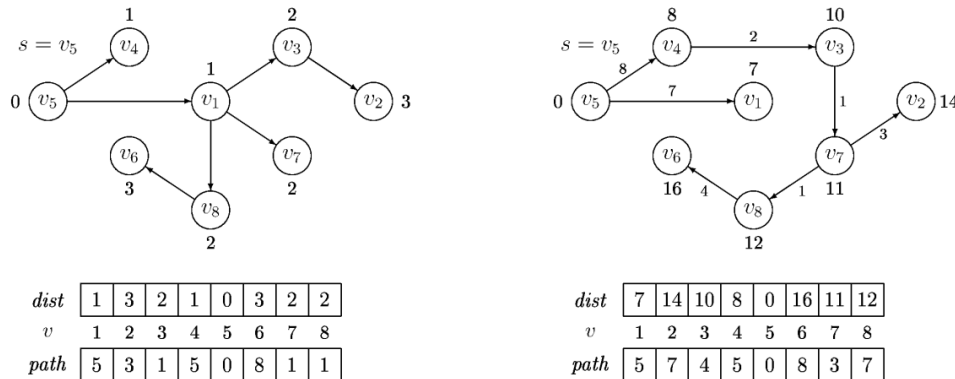 1 2 8 10
s = v₅ v₄ v₃ s = v₅ v₄ 2 v₃
1 8 7
0 v₅ v₁ v₂ 3 0 v₅ 7 v₁ 1 v₂ 14
3
v₆ v₇ v₆ v₇
3 2 16 4 1 11
v₈ v₈
2 12
dist 1 3 2 1 0 3 2 2
v 1 2 3 4 5 6 7 8
path 5 3 1 5 0 8 1 1
dist 7 14 10 8 0 16 11 12
v 1 2 3 4 5 6 7 8
path 5 7 4 5 0 8 3 7